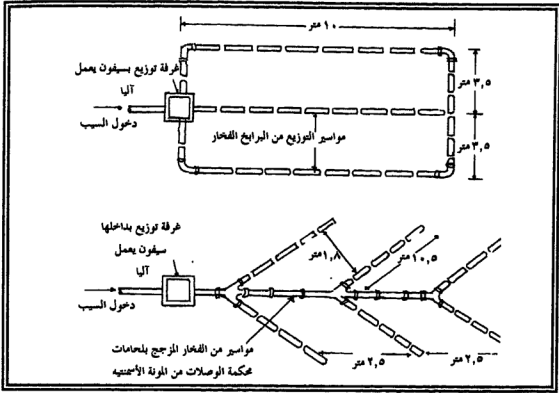 ١٠ متر
غرفة توزيع بسيفون يعمل
آليا
دخول السيب
٣,٥ متر
مواسير التوزيع من البرابخ الفخار
٣,٥ متر
غرفة توزيع بداخلها
سيفون يعمل
آليا
دخول السيب
١,٨ متر
١٠,٥ متر
مواسير من الفخار المزجج بلحامات
محكمة الوصلات من المونة الأسمنتيه
٢,٥ متر
٢,٥ متر